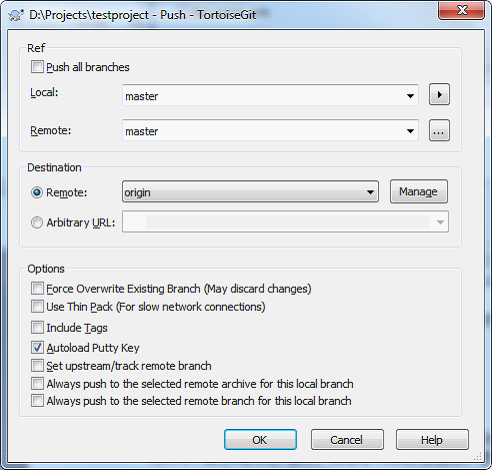 D:\Projects\testproject - Push - TortoiseGit
Ref
Push all branches
Local: master
Remote: master ...
Destination
Remote: origin Manage
Arbitrary URL:
Options
Force Overwrite Existing Branch (May discard changes)
Use Thin Pack (For slow network connections)
Include Tags
Autoload Putty Key
Set upstream/track remote branch
Always push to the selected remote archive for this local branch
Always push to the selected remote branch for this local branch
OK Cancel Help